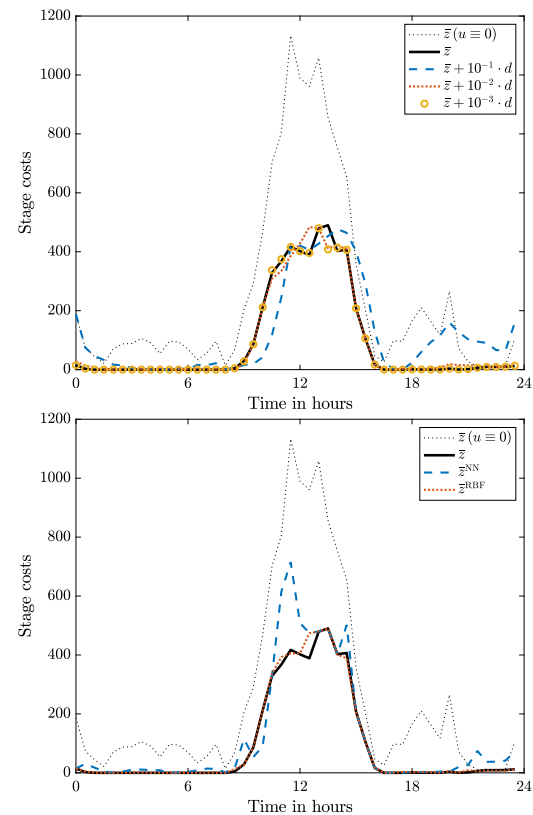 1200
1000
800
600
400
200
0
Stage costs
z̅ (u ≡ 0)
z̅
z̅ + 10⁻¹ · d
z̅ + 10⁻² · d
z̅ + 10⁻³ · d
0 6 12 18 24
Time in hours
1200
1000
800
600
400
200
0
Stage costs
z̅ (u ≡ 0)
z̅
z̅ᴺᴺ
z̅ᴿᴮꟳ
0 6 12 18 24
Time in hours